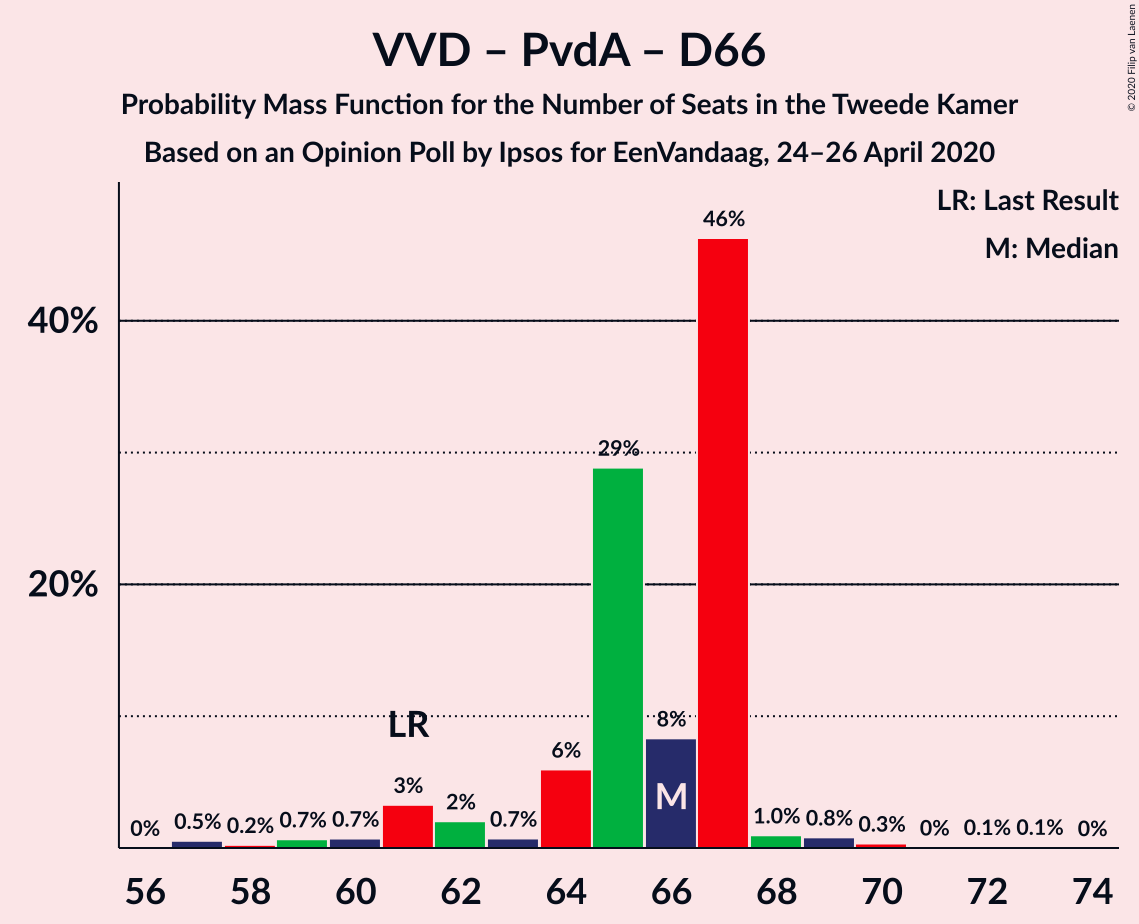 VVD – PvdA – D66
Probability Mass Function for the Number of Seats in the Tweede Kamer
Based on an Opinion Poll by Ipsos for EenVandaag, 24–26 April 2020
© 2020 Filip van Laenen
LR: Last Result
M: Median
46%
40%
29%
20%
LR
8%
6%
M
3%
2%
0% 0.5% 0.2% 0.7% 0.7% 0.7% 1.0% 0.8% 0.3% 0% 0.1% 0.1% 0%
56 58 60 62 64 66 68 70 72 74